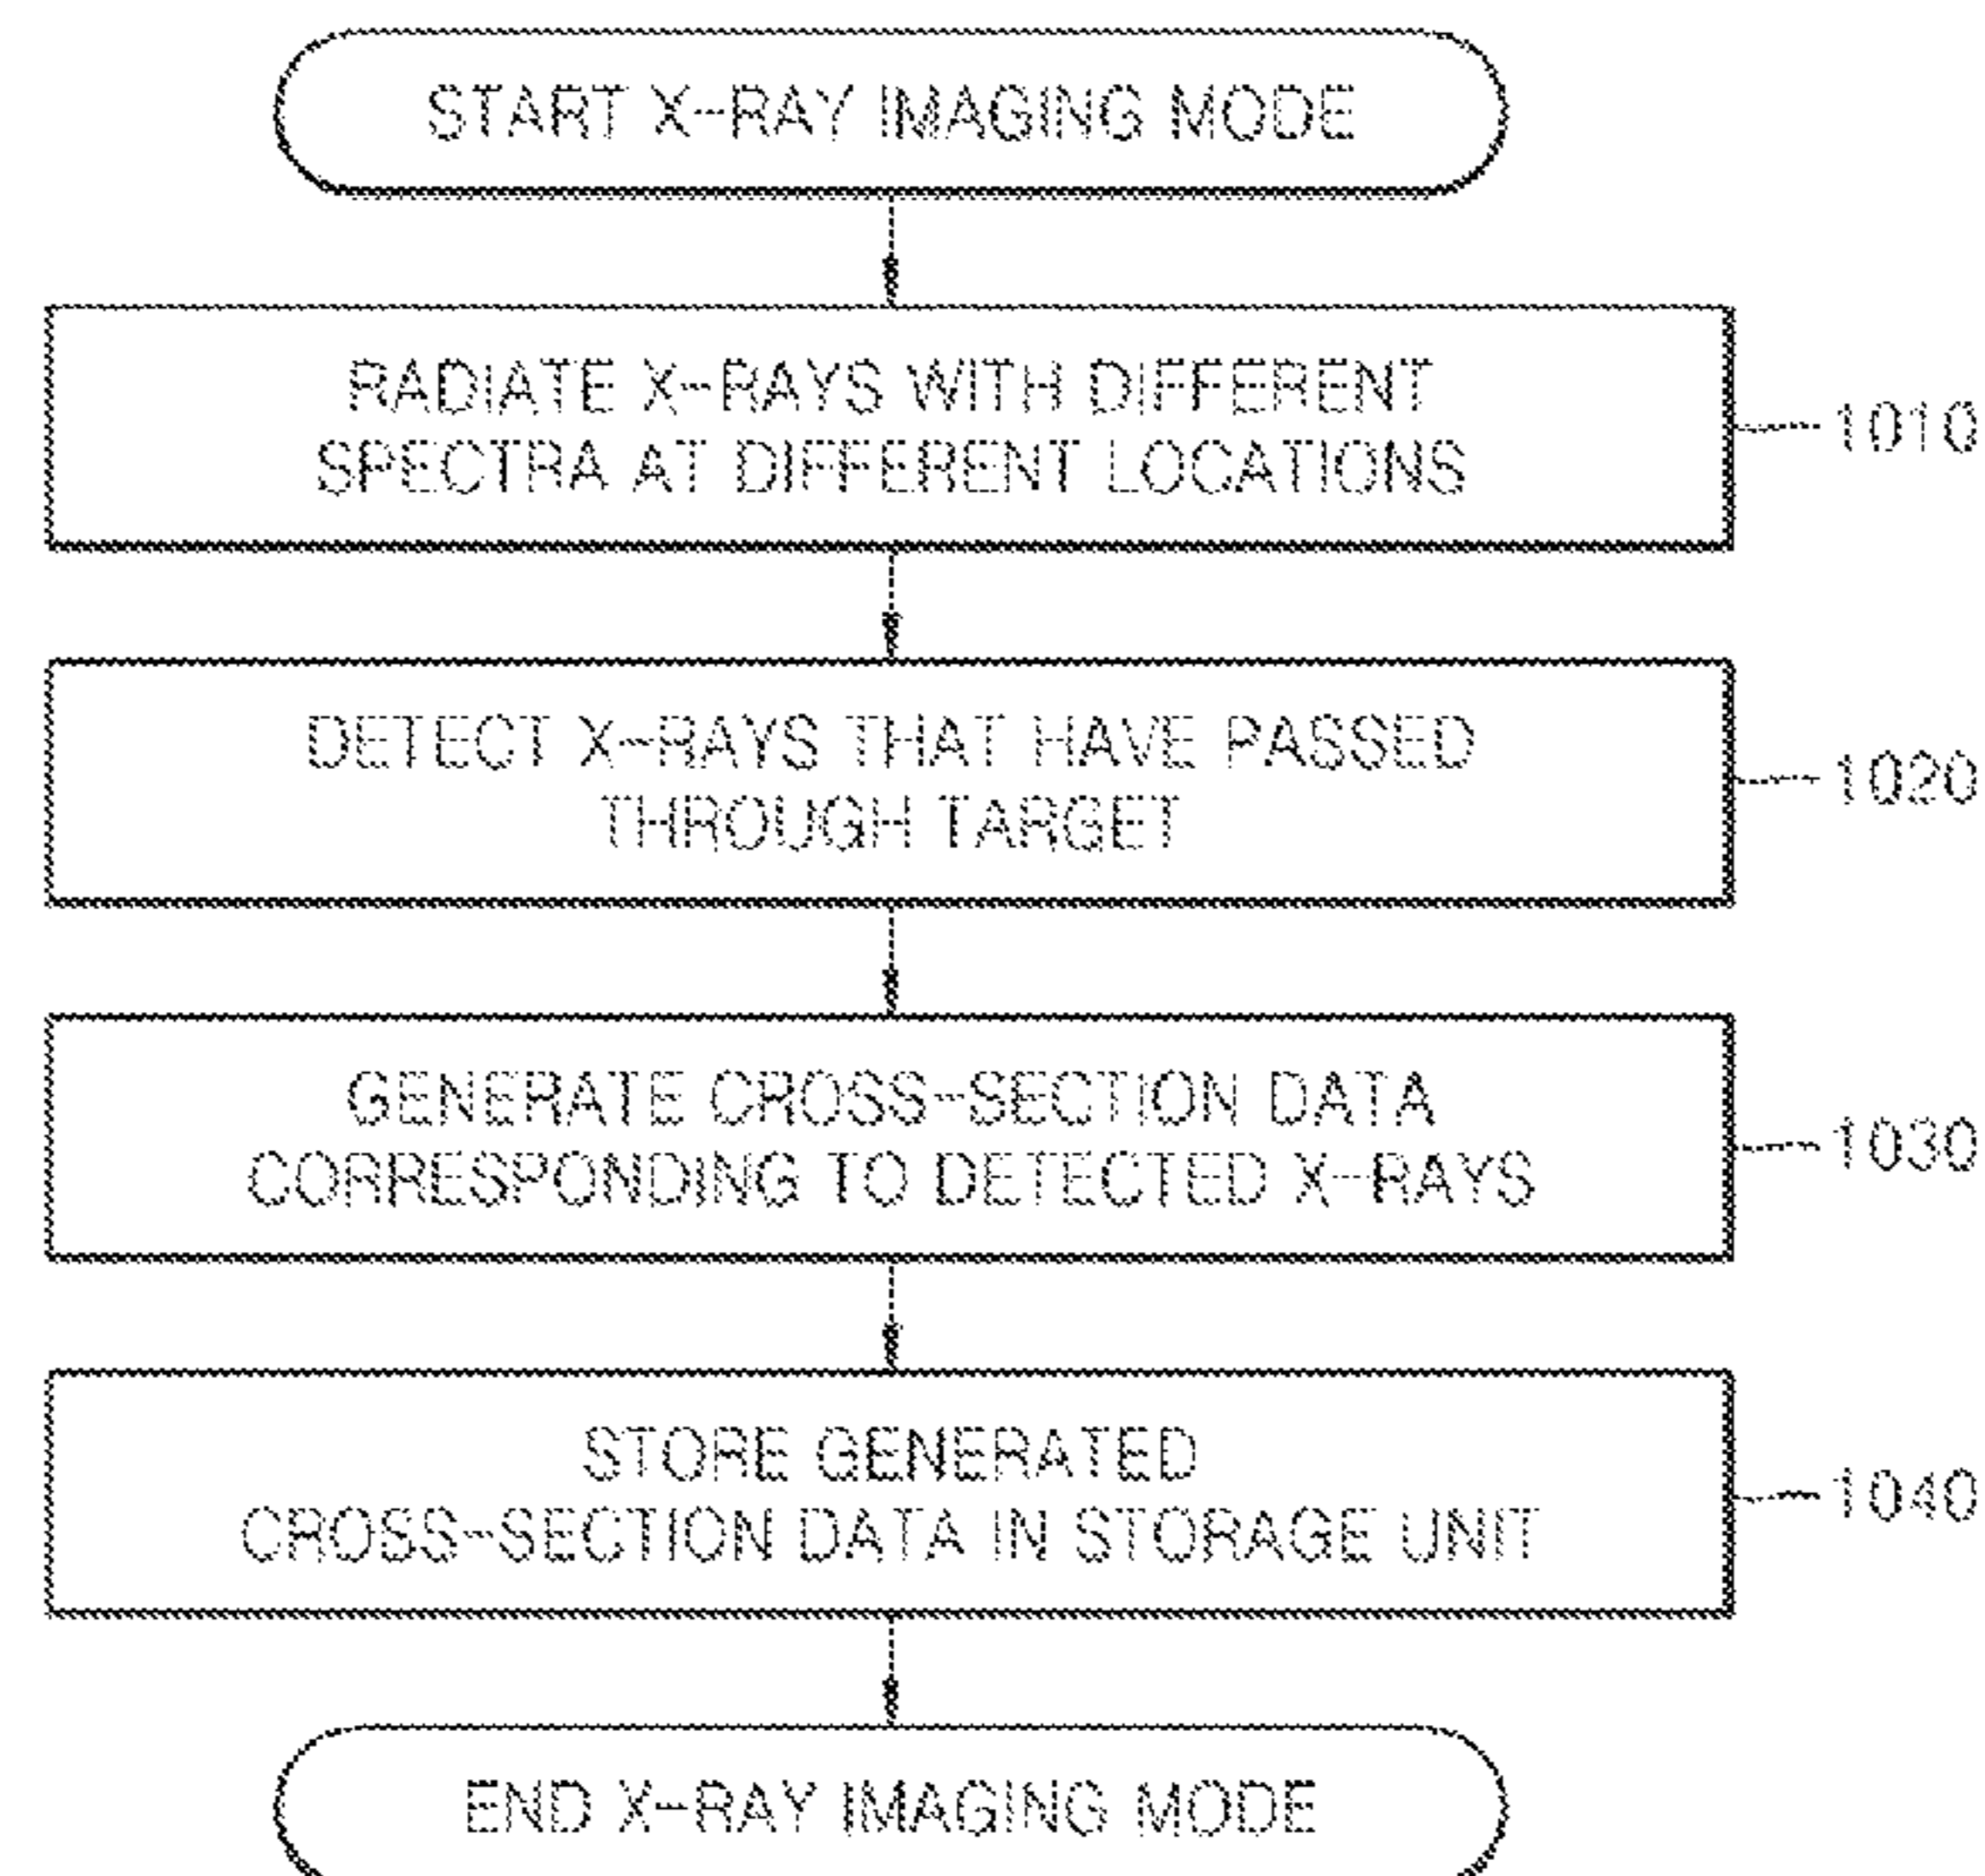 START X-RAY IMAGING MODE
RADIATE X-RAYS WITH DIFFERENT
SPECTRA AT DIFFERENT LOCATIONS
1010
DETECT X-RAYS THAT HAVE PASSED
THROUGH TARGET
1020
GENERATE CROSS-SECTION DATA
CORRESPONDING TO DETECTED X-RAYS
1030
STORE GENERATED
CROSS-SECTION DATA IN STORAGE UNIT
1040
END X-RAY IMAGING MODE